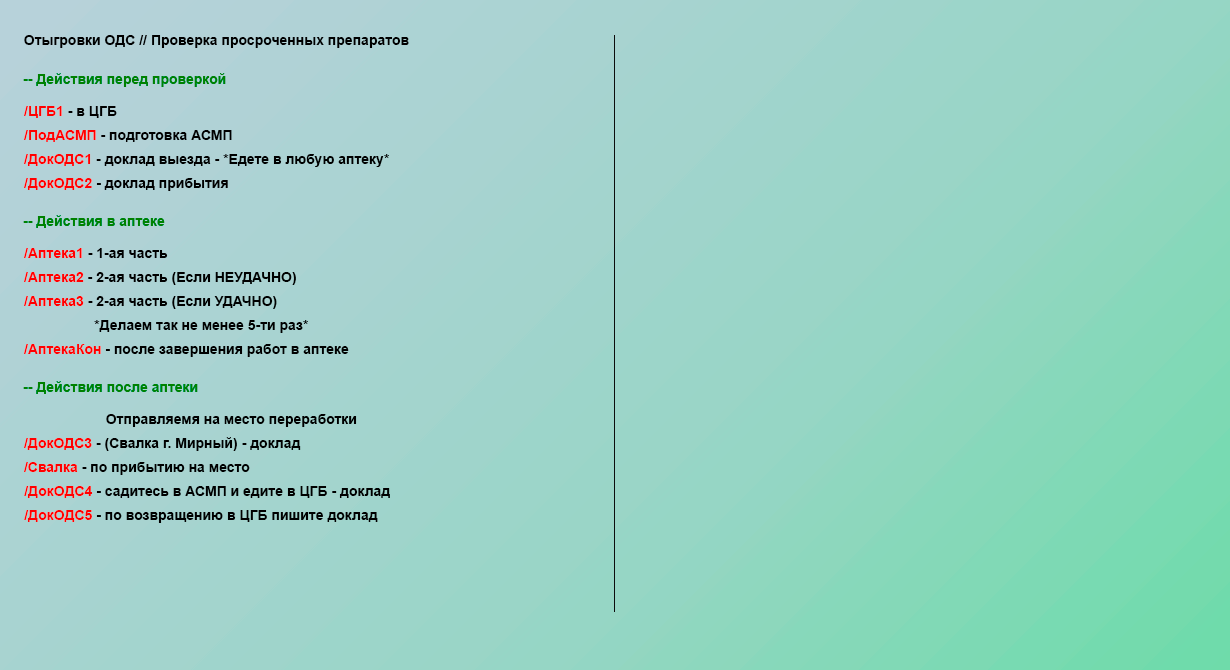 Отыгровки ОДС // Проверка просроченных препаратов
-- Действия перед проверкой
/ЦГБ1 - в ЦГБ
/ПодАСМП - подготовка АСМП
/ДокОДС1 - доклад выезда - *Едете в любую аптеку*
/ДокОДС2 - доклад прибытия
-- Действия в аптеке
/Аптека1 - 1-ая часть
/Аптека2 - 2-ая часть (Если НЕУДАЧНО)
/Аптека3 - 2-ая часть (Если УДАЧНО)
*Делаем так не менее 5-ти раз*
/АптекаКон - после завершения работ в аптеке
-- Действия после аптеки
Отправляемя на место переработки
/ДокОДС3 - (Свалка г. Мирный) - доклад
/Свалка - по прибытию на место
/ДокОДС4 - садитесь в АСМП и едите в ЦГБ - доклад
/ДокОДС5 - по возвращению в ЦГБ пишите доклад